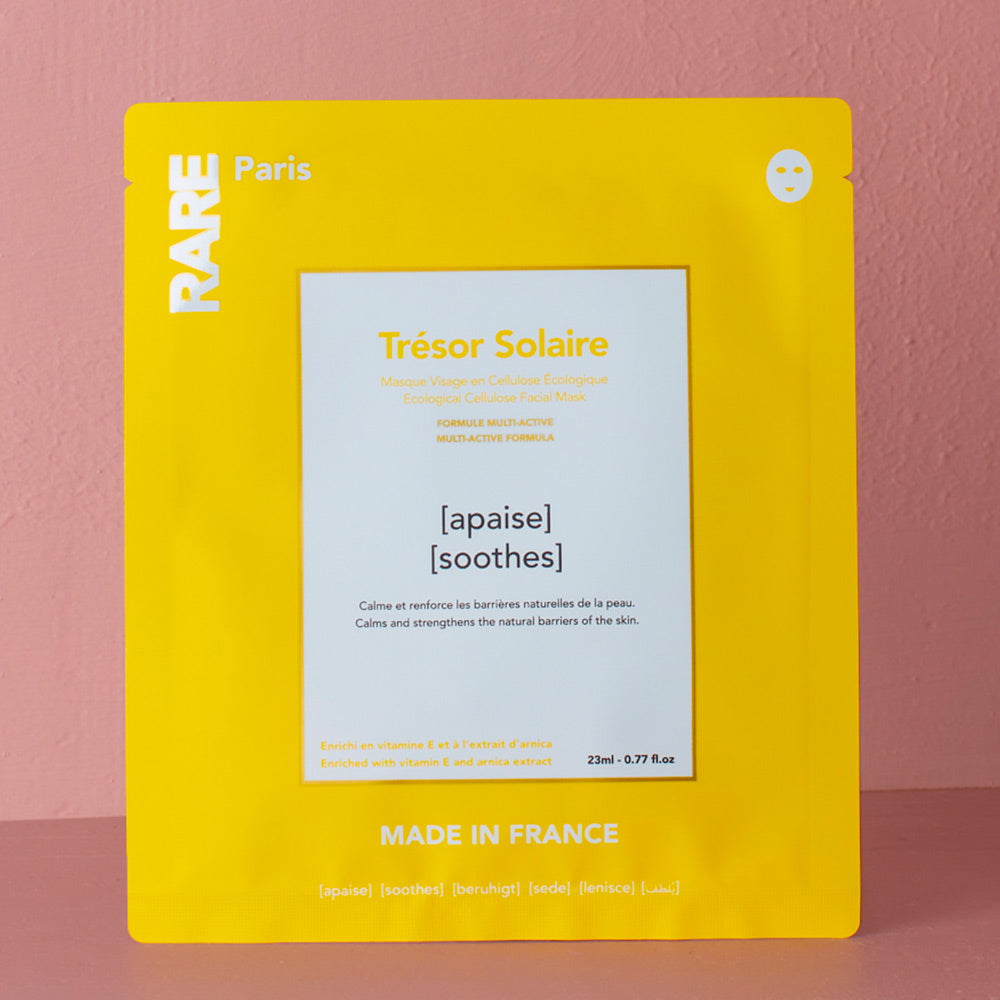 RARE Paris
Trésor Solaire
Masque Visage en Cellulose Écologique
Ecological Cellulose Facial Mask
FORMULE MULTI-ACTIVE
MULTI-ACTIVE FORMULA
[apaise]
[soothes]
Calme et renforce les barrières naturelles de la peau.
Calms and strengthens the natural barriers of the skin.
Enrichi en vitamine E et à l'extrait d'arnica
Enriched with vitamin E and arnica extract
23ml - 0.77 fl.oz
MADE IN FRANCE
[apaise] [soothes] [beruhigt] [sede] [lenisce] [يُلطف]